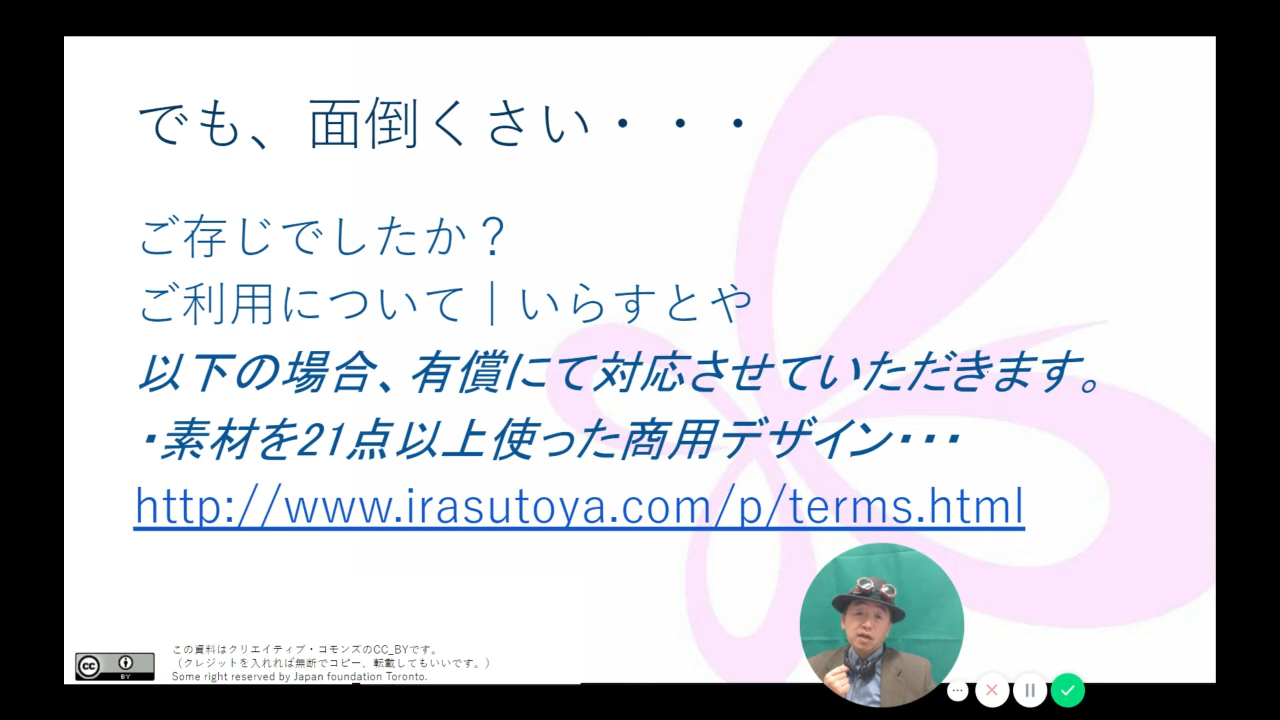 でも、面倒くさい・・・
ご存じでしたか？
ご利用について｜いらすとや
以下の場合、有償にて対応させていただきます。
・素材を21点以上使った商用デザイン・・・
http://www.irasutoya.com/p/terms.html
この資料はクリエイティブ・コモンズのCC_BYです。
（クレジットを入れれば無断でコピー、転載してもいいです。）
Some right reserved by Japan foundation Toronto.
cc
BY